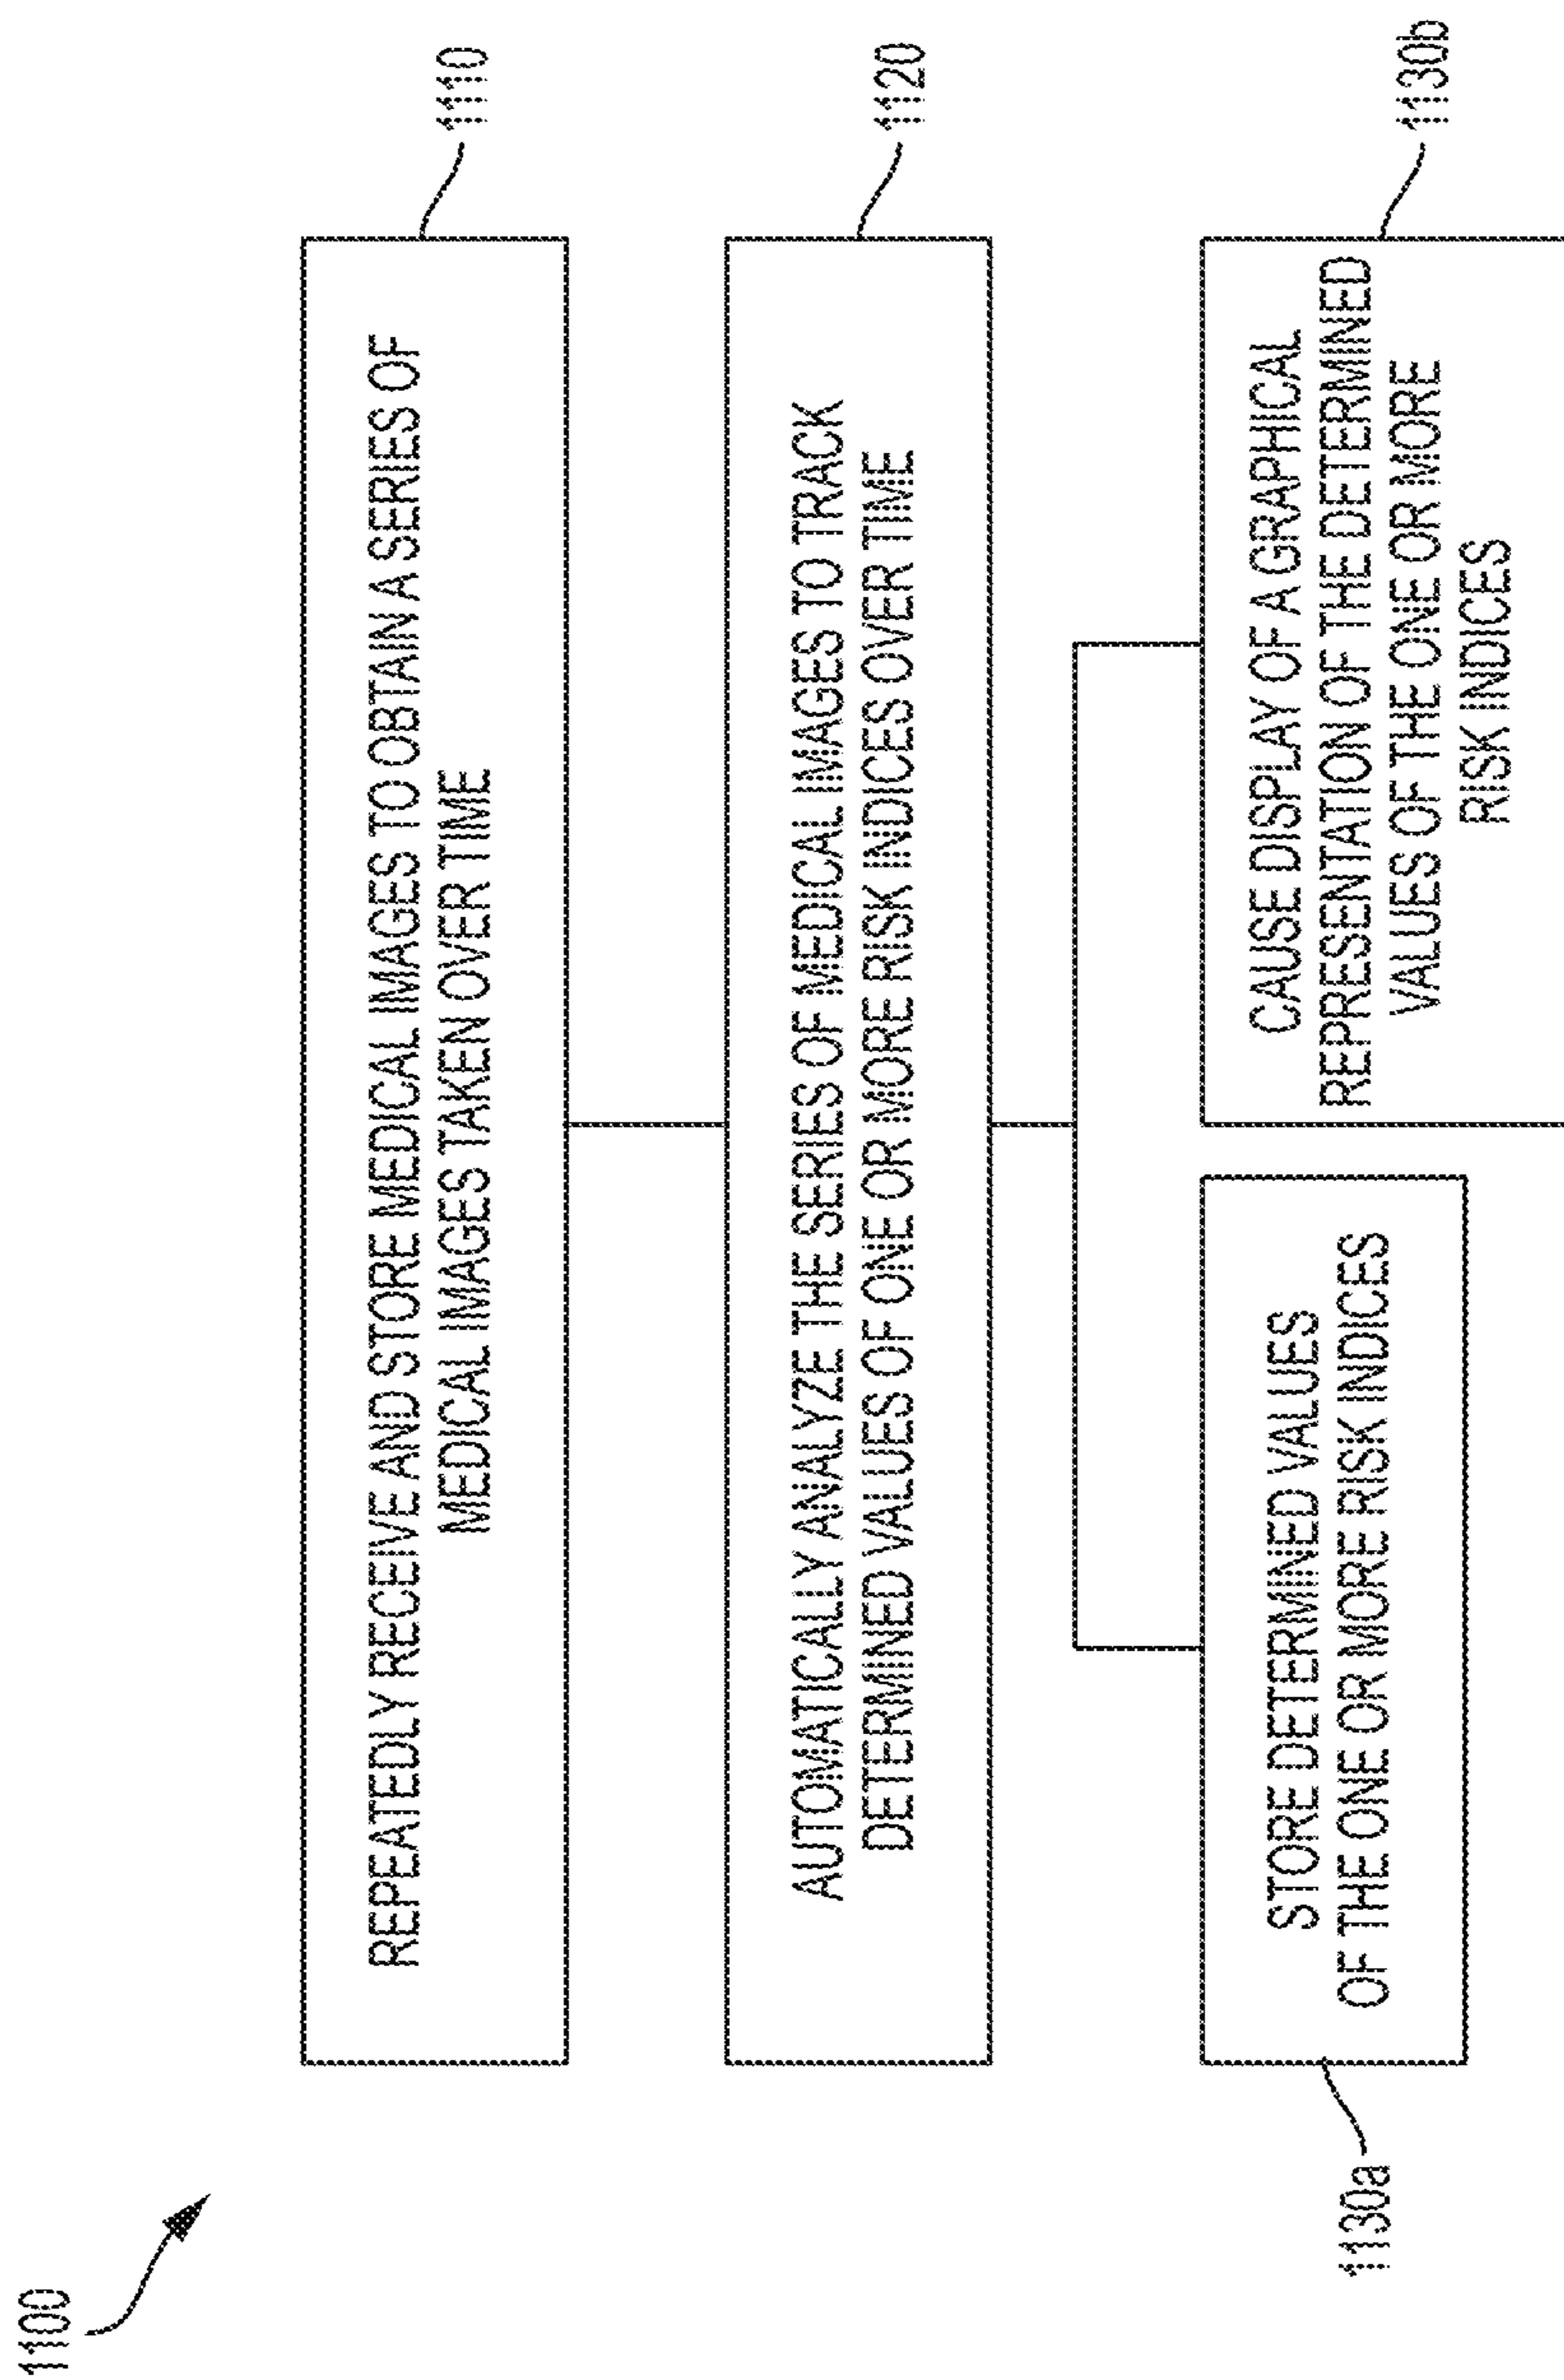 1100
REPEATEDLY RECEIVE AND STORE MEDICAL IMAGES TO OBTAIN A SERIES OF
MEDICAL IMAGES TAKEN OVER TIME
1110
AUTOMATICALLY ANALYZE THE SERIES OF MEDICAL IMAGES TO TRACK
DETERMINED VALUES OF ONE OR MORE RISK INDICES OVER TIME
1120
STORE DETERMINED VALUES
OF THE ONE OR MORE RISK INDICES
1130a
CAUSE DISPLAY OF A GRAPHICAL
REPRESENTATION OF THE DETERMINED
VALUES OF THE ONE OR MORE
RISK INDICES
1130b